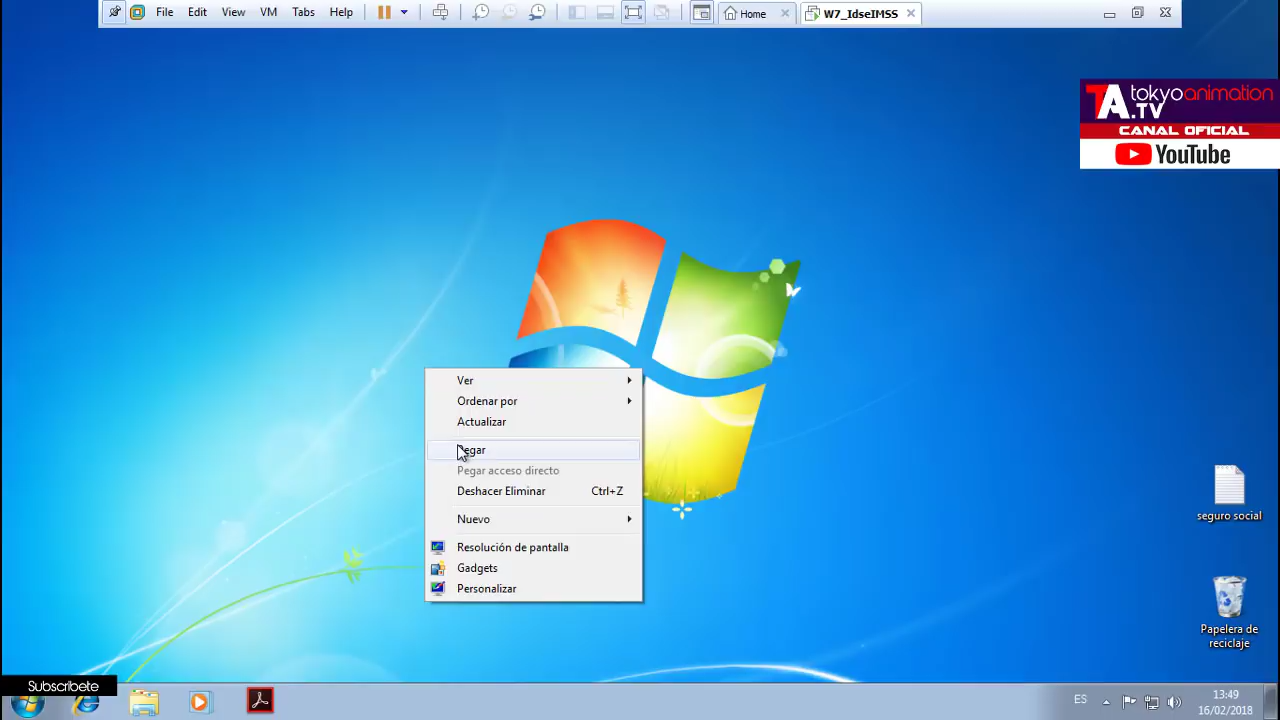 File Edit View VM Tabs Help
Home
W7_IdseIMSS
tokyoanimation
TA.TV
CANAL OFICIAL
YouTube
Ver
Ordenar por
Actualizar
Pegar acceso directo
Deshacer Eliminar Ctrl+Z
Nuevo
Resolución de pantalla
Gadgets
Personalizar
seguro social
Papelera de
reciclaje
Subscribete
ES
13:49
16/02/2018